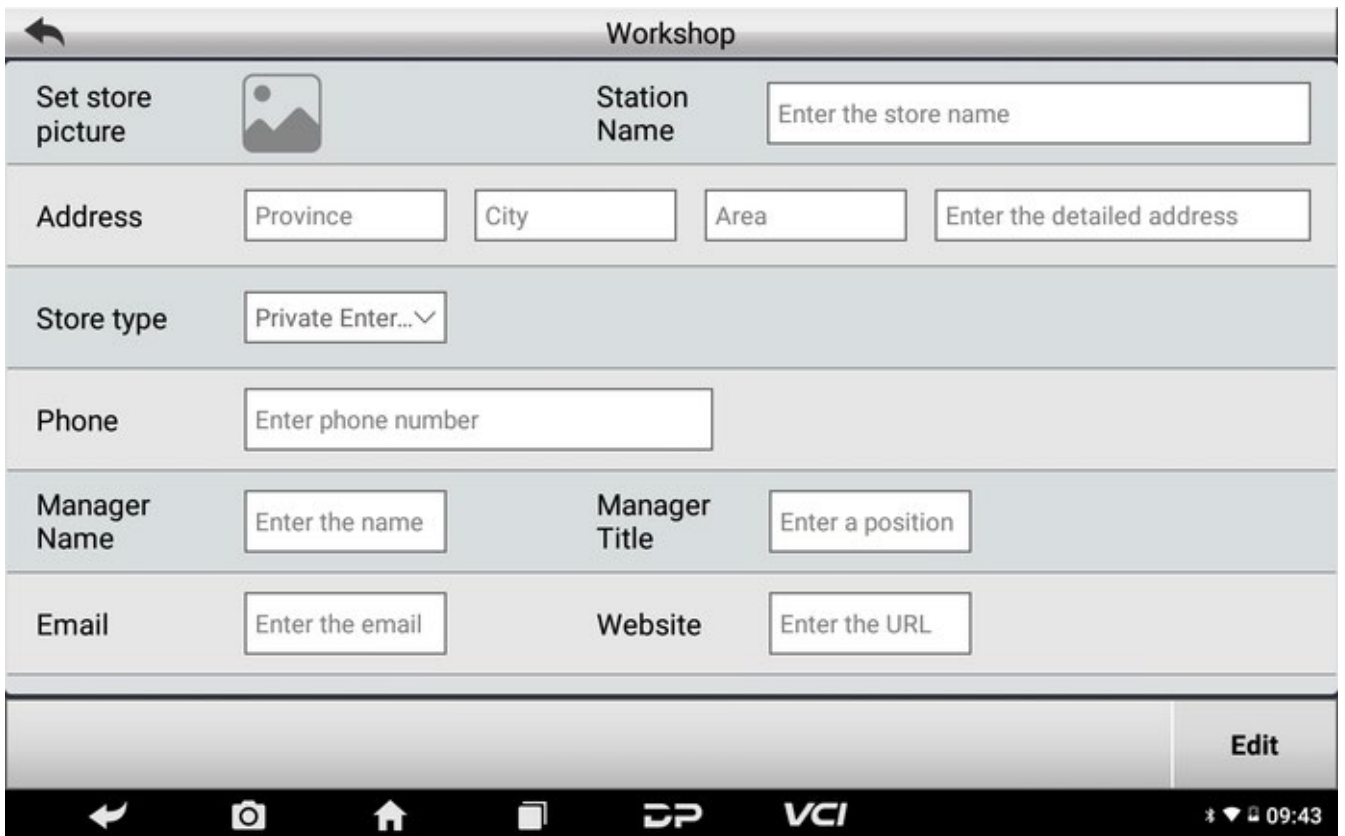 Workshop
Set store
picture
Station
Name
Enter the store name
Address
Province
City
Area
Enter the detailed address
Store type
Private Enter...
Phone
Enter phone number
Manager
Name
Enter the name
Manager
Title
Enter a position
Email
Enter the email
Website
Enter the URL
Edit
DP
VCI
09:43